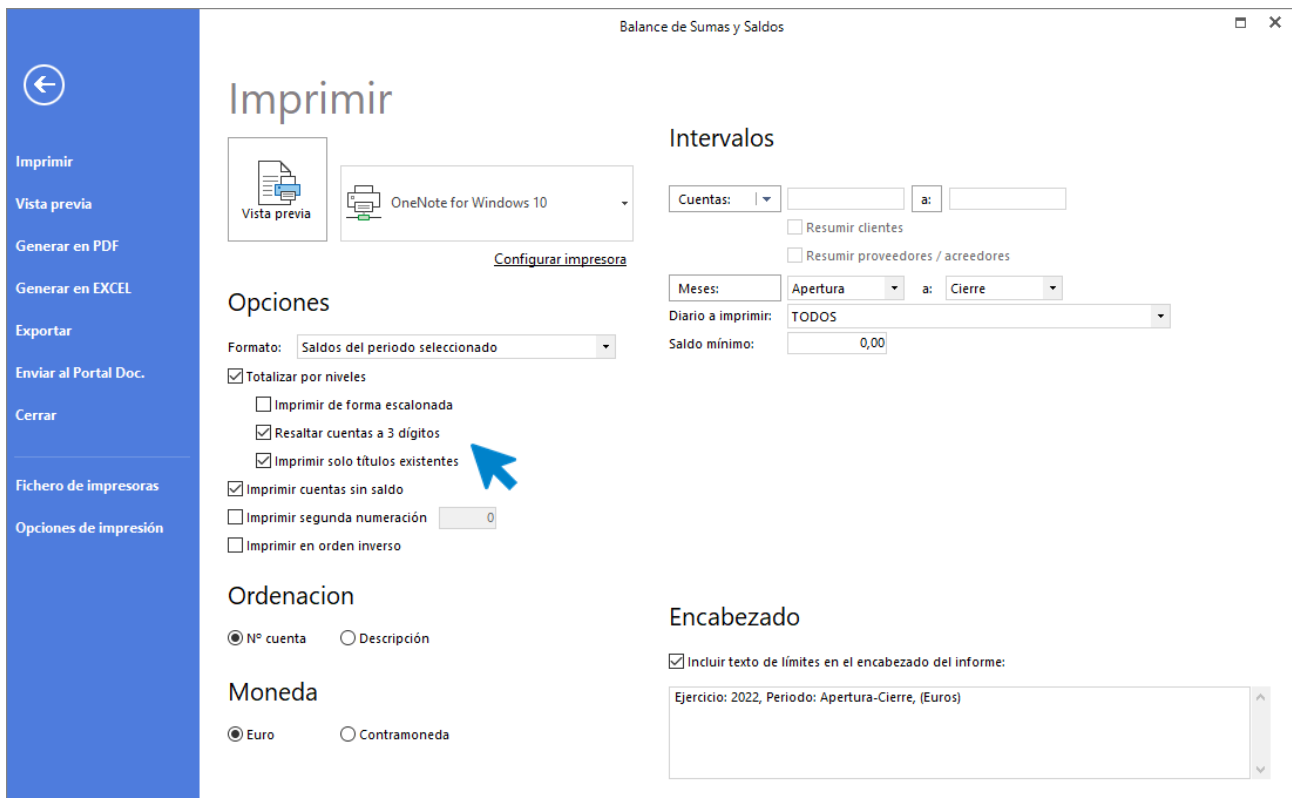 Balance de Sumas y Saldos
Imprimir
Vista previa
Generar en PDF
Generar en EXCEL
Exportar
Enviar al Portal Doc.
Cerrar
Fichero de impresoras
Opciones de impresión
Imprimir
Vista previa
OneNote for Windows 10
Configurar impresora
Opciones
Formato: Saldos del periodo seleccionado
Totalizar por niveles
Imprimir de forma escalonada
Resaltar cuentas a 3 dígitos
Imprimir solo títulos existentes
Imprimir cuentas sin saldo
Imprimir segunda numeración 0
Imprimir en orden inverso
Ordenacion
Nº cuenta Descripción
Moneda
Euro Contramoneda
Intervalos
Cuentas: a:
Resumir clientes
Resumir proveedores / acreedores
Meses: Apertura a: Cierre
Diario a imprimir: TODOS
Saldo mínimo: 0,00
Encabezado
Incluir texto de límites en el encabezado del informe:
Ejercicio: 2022, Periodo: Apertura-Cierre, (Euros)